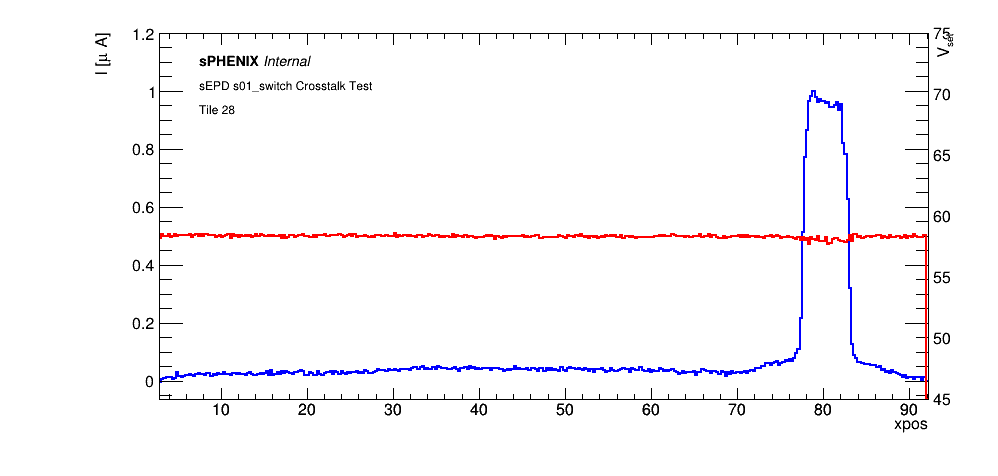 I [μ A]
1.2
1
0.8
0.6
0.4
0.2
0
sPHENIX Internal
sEPD s01_switch Crosstalk Test
Tile 28
75
V set
70
65
60
55
50
45
10 20 30 40 50 60 70 80 90
xpos